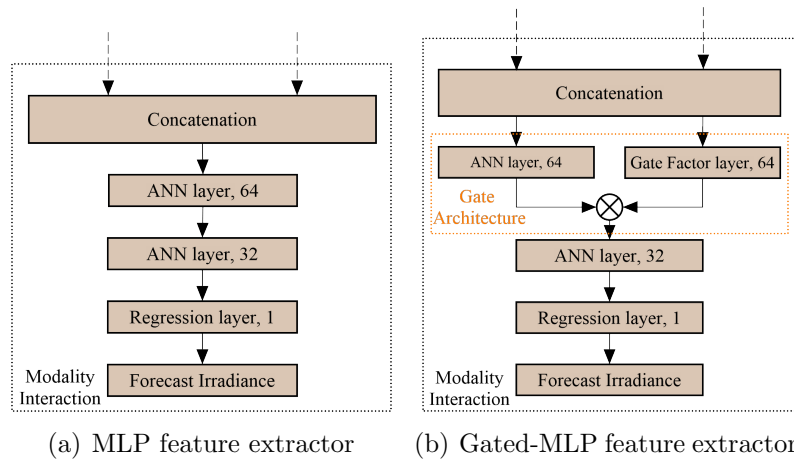 Concatenation
ANN layer, 64
ANN layer, 32
Regression layer, 1
Forecast Irradiance
Modality
Interaction
(a) MLP feature extractor
Concatenation
ANN layer, 64
Gate Factor layer, 64
Gate
Architecture
ANN layer, 32
Regression layer, 1
Forecast Irradiance
Modality
Interaction
(b) Gated-MLP feature extractor